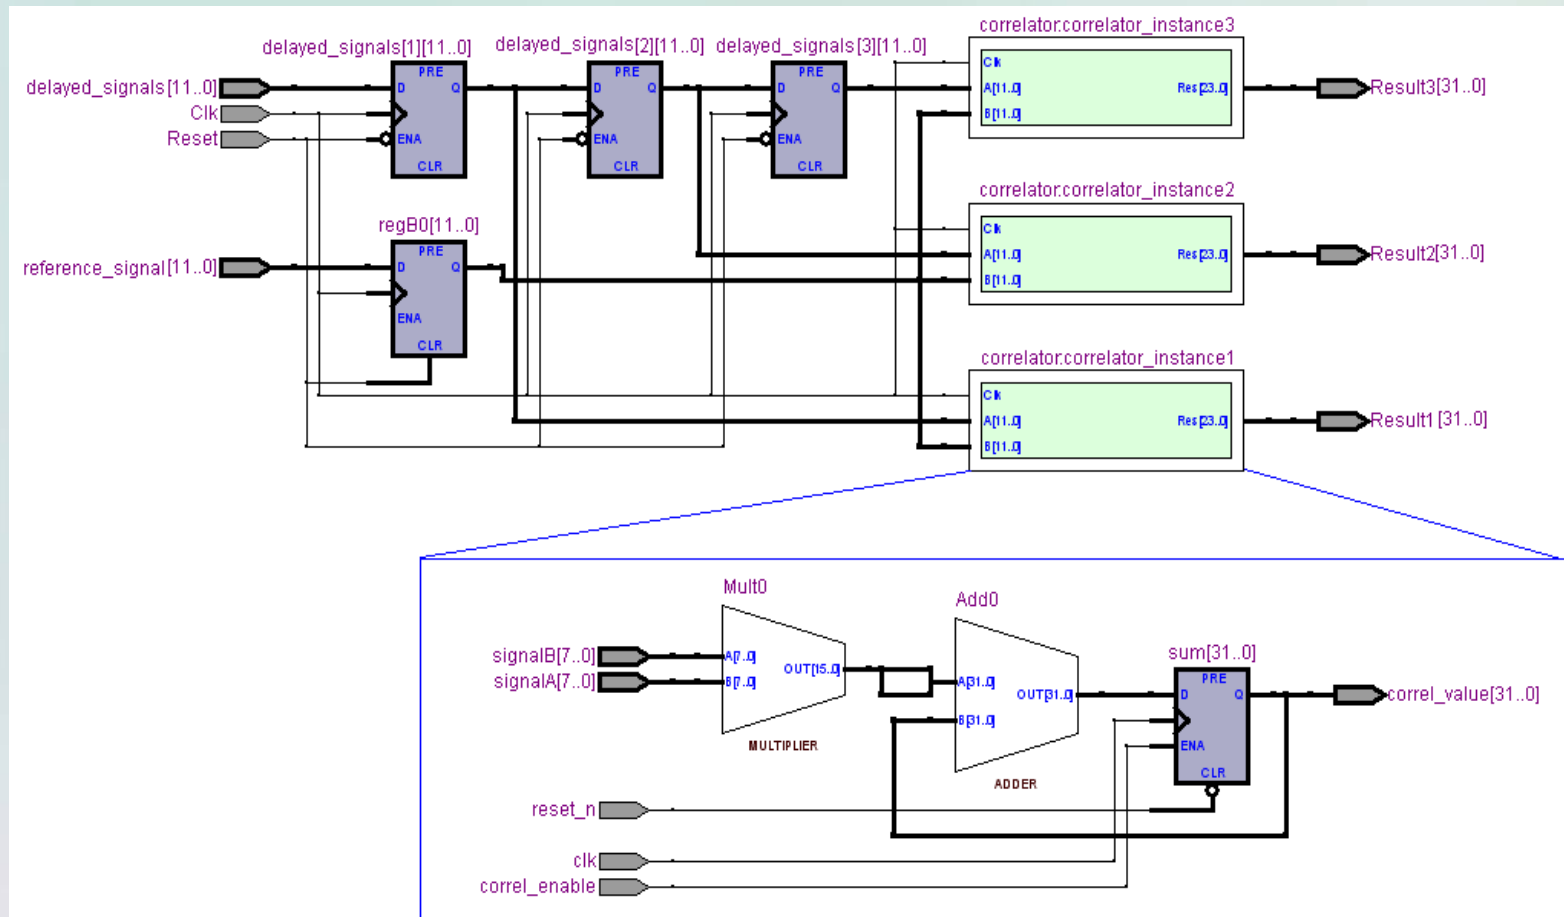 correlator.correlator_instance3
delayed_signals[1][11..0]
delayed_signals[2][11..0]
delayed_signals[3][11..0]
PRE
D
Q
ENA
CLR
PRE
D
Q
ENA
CLR
PRE
D
Q
ENA
CLR
Clk
A[11..0]
B[11..0]
Res[23..0]
delayed_signals[11..0]
Clk
Reset
Result3[31..0]
correlator.correlator_instance2
regB0[11..0]
PRE
D
Q
ENA
CLR
Clk
A[11..0]
B[11..0]
Res[23..0]
reference_signal[11..0]
Result2[31..0]
correlator.correlator_instance1
Clk
A[11..0]
B[11..0]
Res[23..0]
Result1[31..0]
Mult0
Add0
signalB[7..0]
signalA[7..0]
A[7..0]
B[7..0]
OUT[15..0]
MULTIPLIER
A[31..0]
B[31..0]
OUT[31..0]
ADDER
sum[31..0]
PRE
D
Q
ENA
CLR
correl_value[31..0]
reset_n
clk
correl_enable